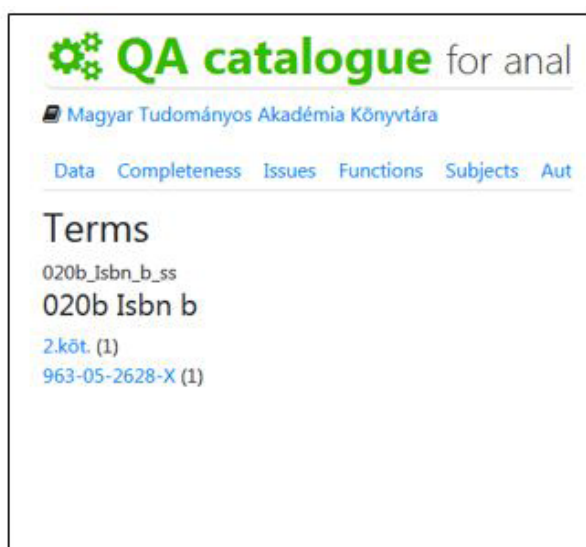 QA catalogue for anal
Magyar Tudományos Akadémia Könyvtára
Data Completeness Issues Functions Subjects Aut
Terms
020b_Isbn_b_ss
020b Isbn b
2.köt. (1)
963-05-2628-X (1)